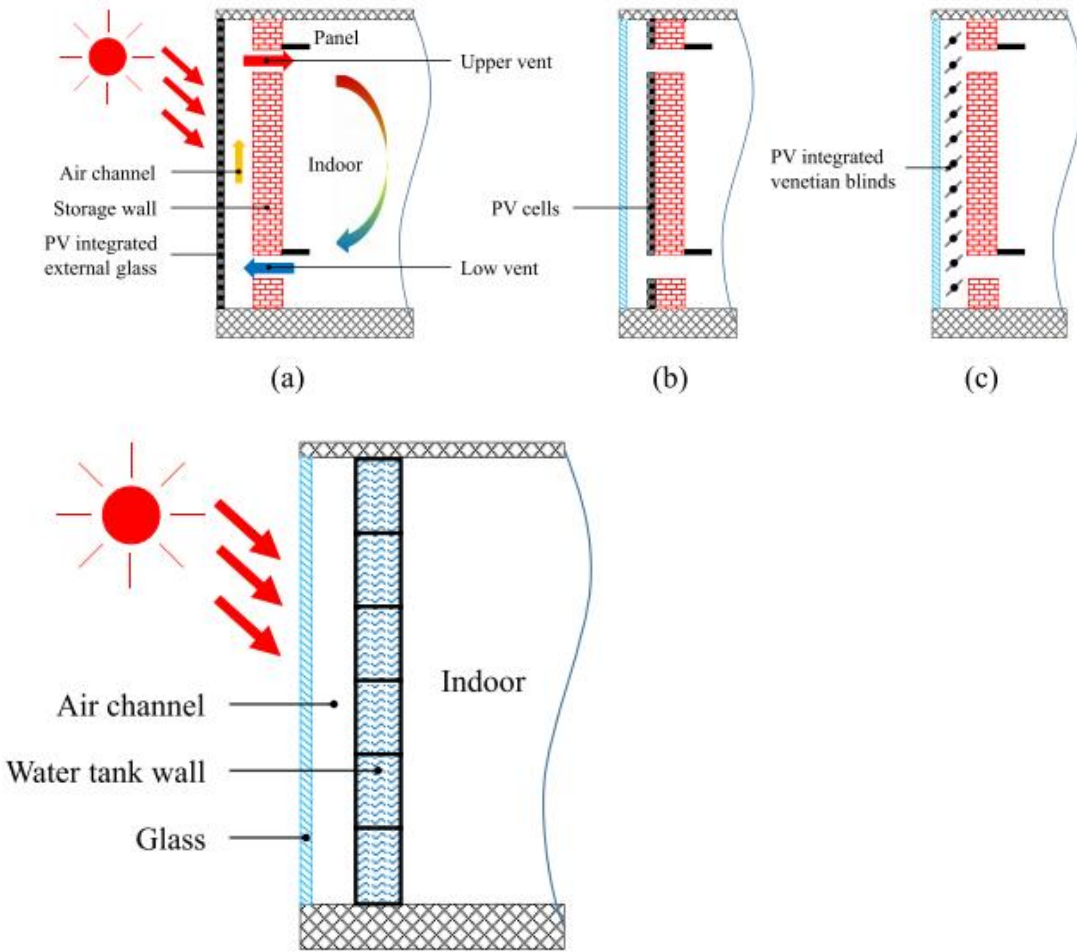 Panel
Upper vent
Air channel
Indoor
Storage wall
PV integrated
external glass
Low vent
PV cells
PV integrated
venetian blinds
(a)
(b)
(c)
Indoor
Air channel
Water tank wall
Glass